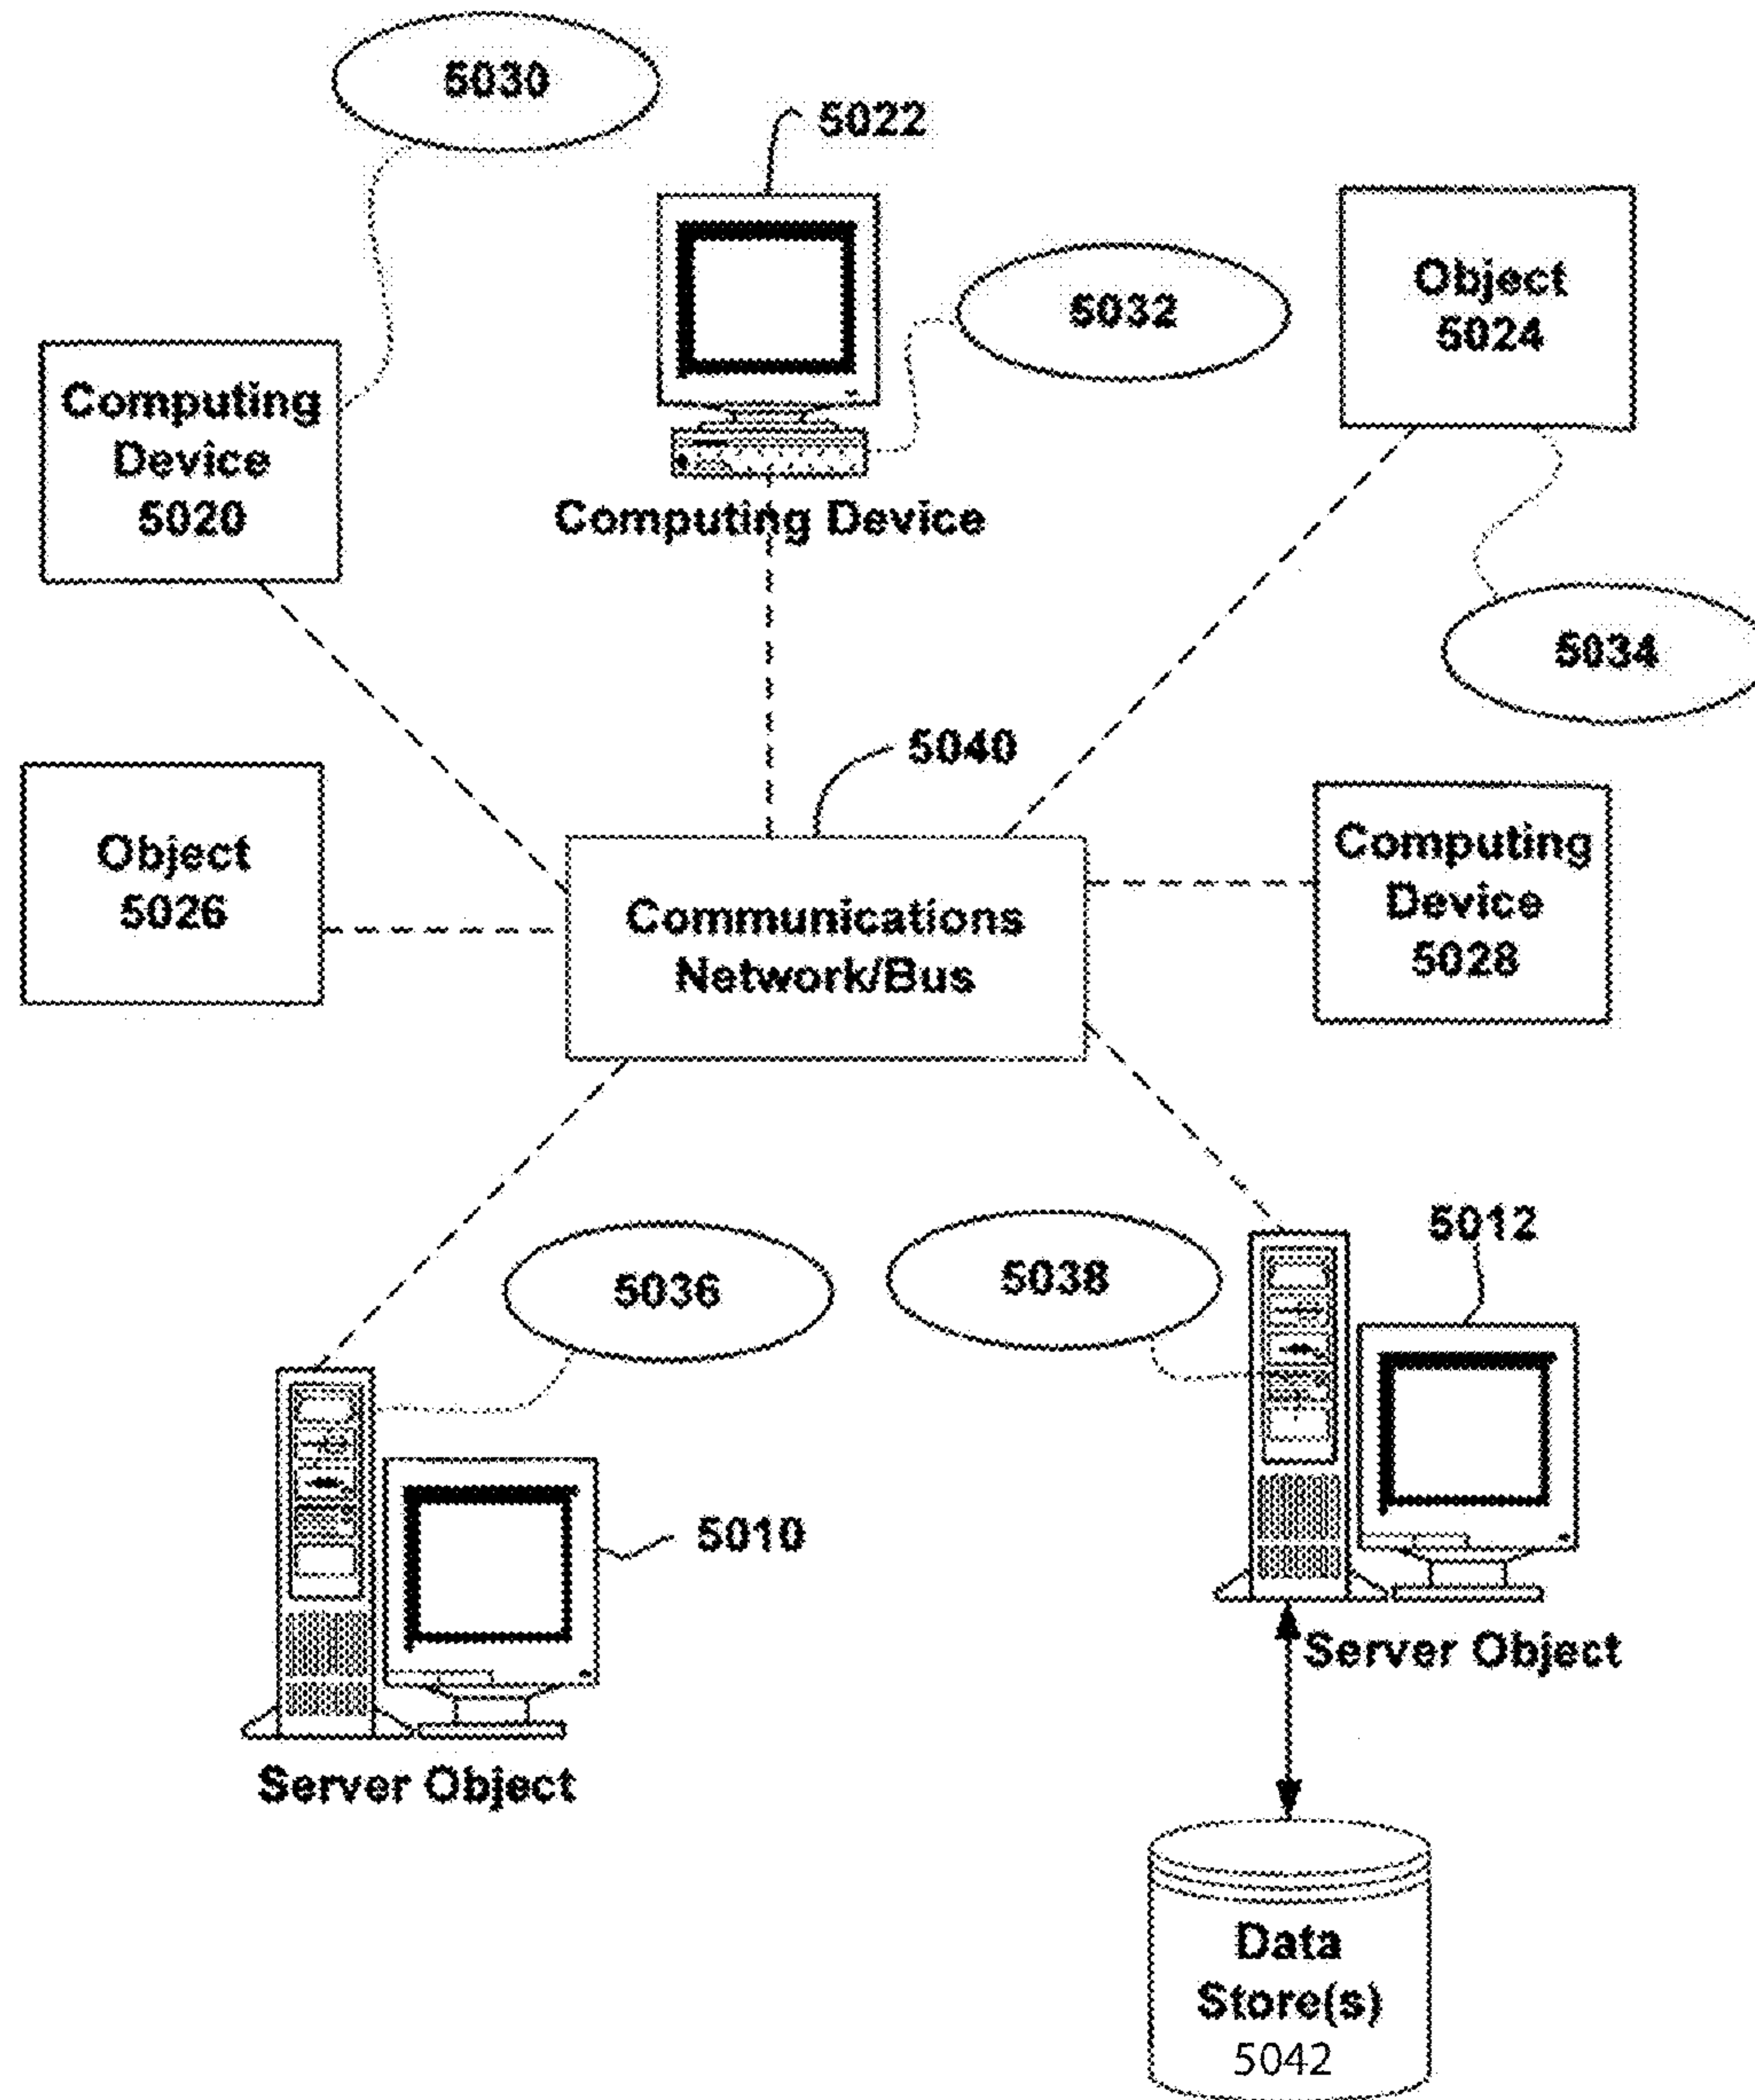 5030
5022
5032
Object
5024
Computing
Device
5020
Computing Device
5034
5040
Object
5026
Communications
Network/Bus
Computing
Device
5028
5036
5038
5012
5010
Server Object
Server Object
Data
Store(s)
5042